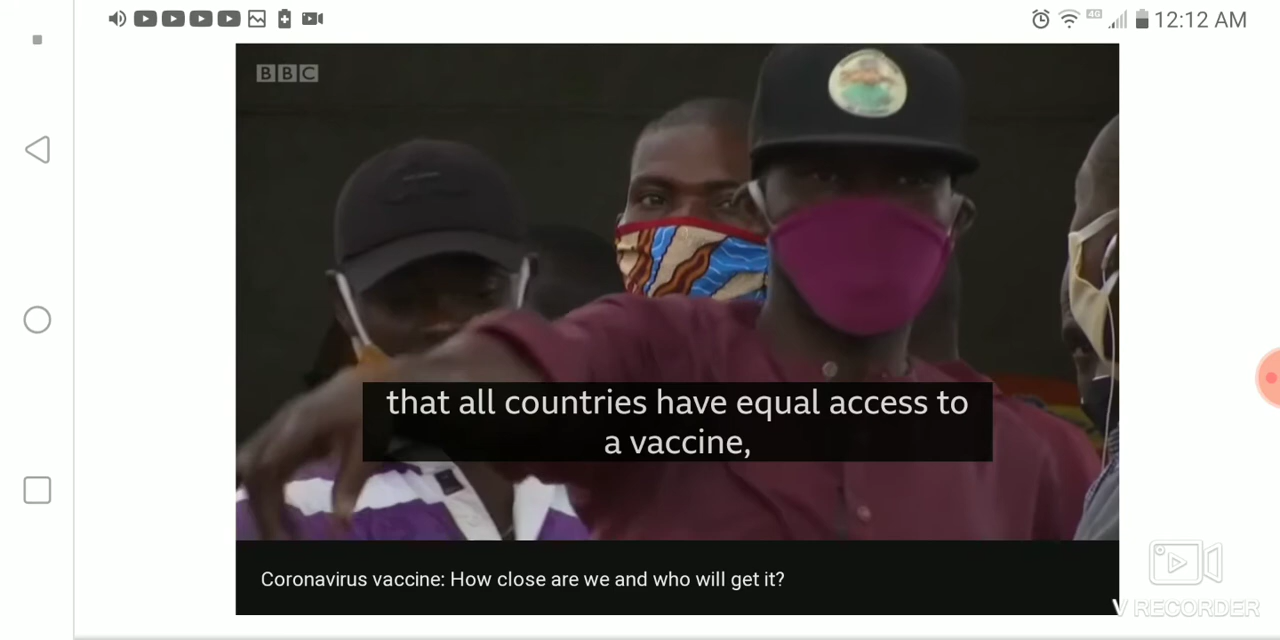 4G
12:12 AM
BBC
that all countries have equal access to
a vaccine,
Coronavirus vaccine: How close are we and who will get it?
V RECORDER